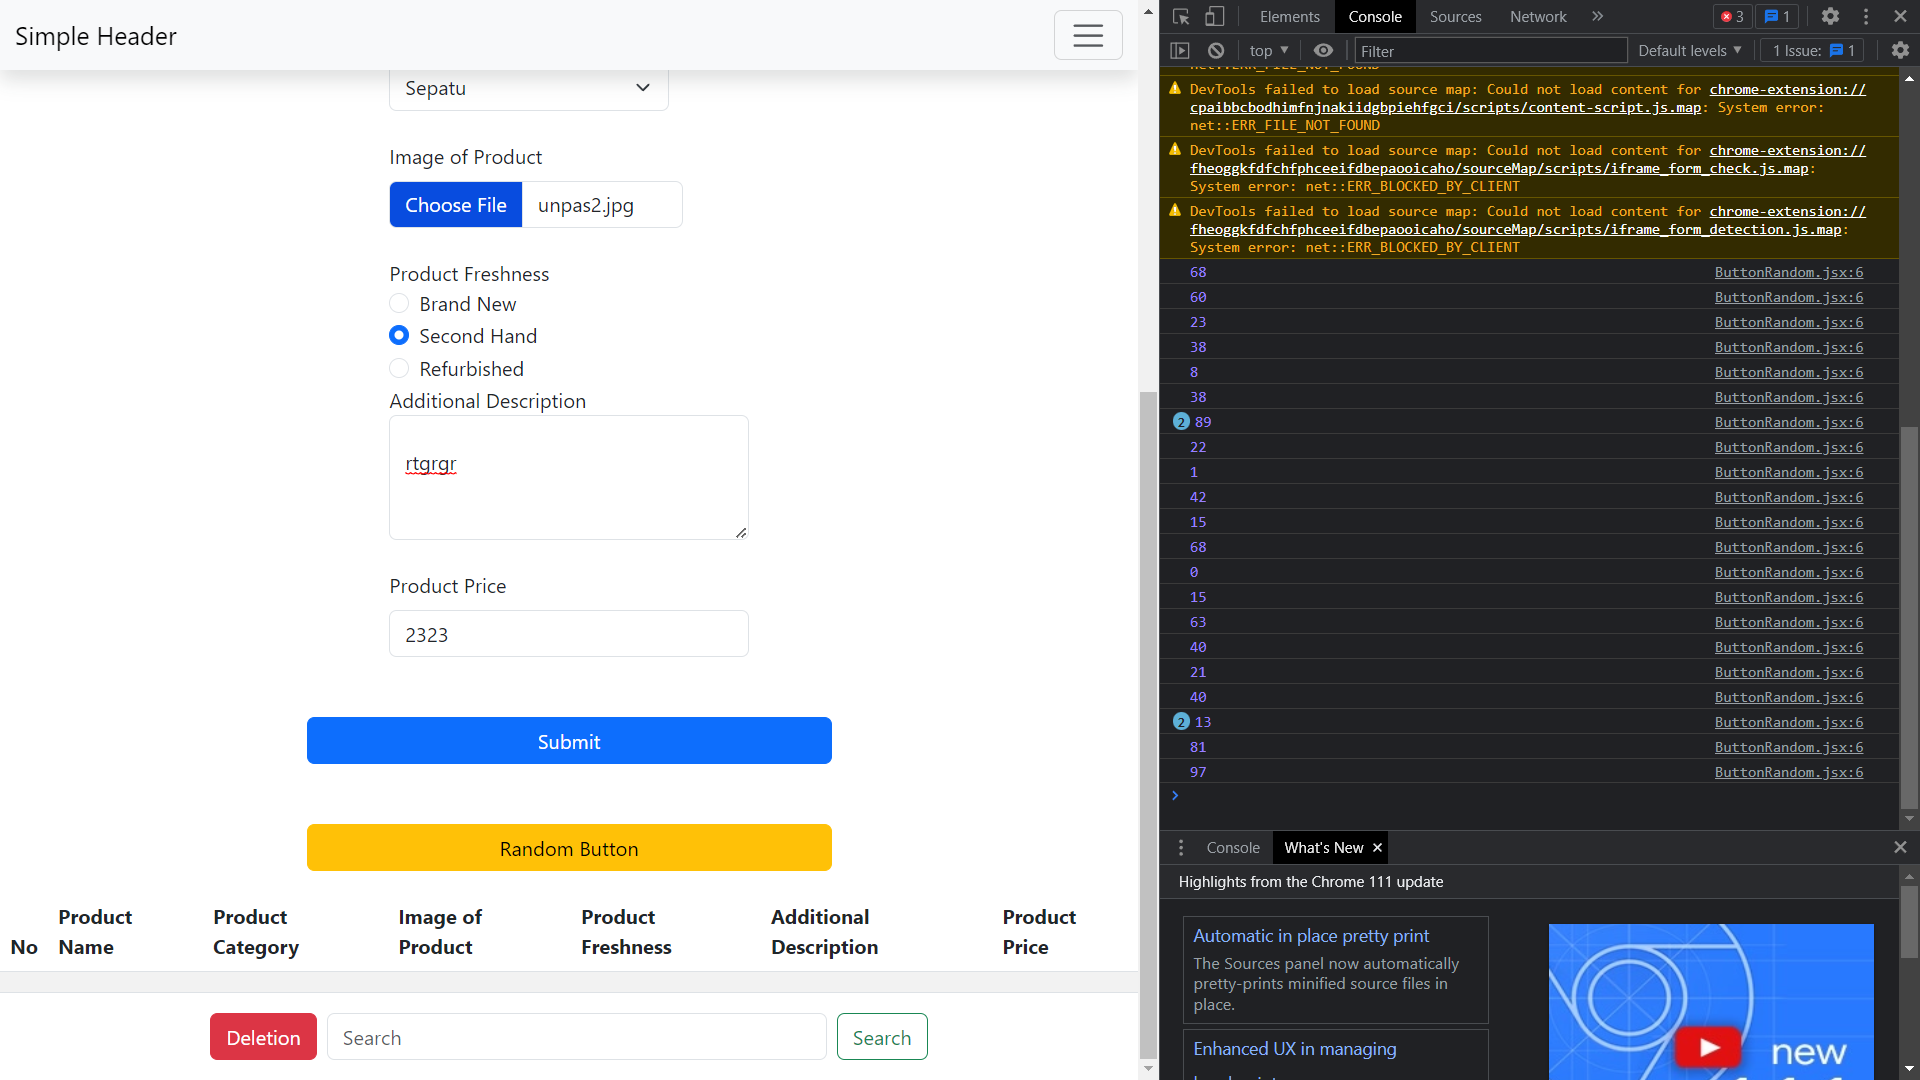 Simple Header
Sepatu
Image of Product
Choose File unpas2.jpg
Product Freshness
Brand New
Second Hand
Refurbished
Additional Description
rtgrgr
Product Price
2323
Submit
Random Button
No Product Name Product Category Image of Product Product Freshness Additional Description Product Price
Deletion Search Search
Elements Console Sources Network 3 1
top Filter Default levels 1 Issue: 1
net::ERR_FILE_NOT_FOUND
DevTools failed to load source map: Could not load content for chrome-extension://
cpaibbcbodhimfnjnakiidgbpiehfgci/scripts/content-script.js.map: System error:
net::ERR_FILE_NOT_FOUND
DevTools failed to load source map: Could not load content for chrome-extension://
fheoggkfdfchfphceeifdbepaooicaho/sourceMap/scripts/iframe_form_check.js.map:
System error: net::ERR_BLOCKED_BY_CLIENT
DevTools failed to load source map: Could not load content for chrome-extension://
fheoggkfdfchfphceeifdbepaooicaho/sourceMap/scripts/iframe_form_detection.js.map:
System error: net::ERR_BLOCKED_BY_CLIENT
68 ButtonRandom.jsx:6
60 ButtonRandom.jsx:6
23 ButtonRandom.jsx:6
38 ButtonRandom.jsx:6
8 ButtonRandom.jsx:6
38 ButtonRandom.jsx:6
2 89 ButtonRandom.jsx:6
22 ButtonRandom.jsx:6
1 ButtonRandom.jsx:6
42 ButtonRandom.jsx:6
15 ButtonRandom.jsx:6
68 ButtonRandom.jsx:6
0 ButtonRandom.jsx:6
15 ButtonRandom.jsx:6
63 ButtonRandom.jsx:6
40 ButtonRandom.jsx:6
21 ButtonRandom.jsx:6
40 ButtonRandom.jsx:6
2 13 ButtonRandom.jsx:6
81 ButtonRandom.jsx:6
97 ButtonRandom.jsx:6
Console What's New
Highlights from the Chrome 111 update
Automatic in place pretty print
The Sources panel now automatically
pretty-prints minified source files in
place.
Enhanced UX in managing
new